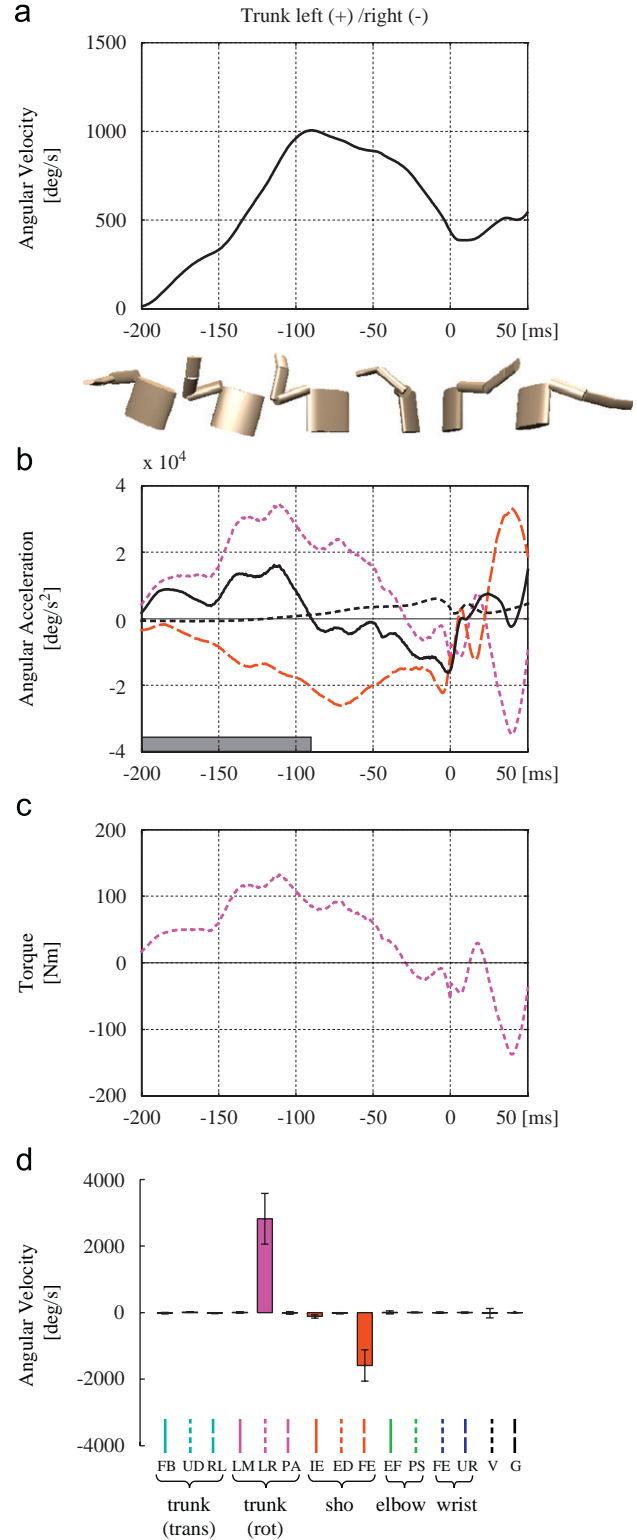 a
Trunk left (+) /right (-)
Angular Velocity
[deg/s]
1500
1000
500
0
-200 -150 -100 -50 0 50 [ms]
b
x 10^4
Angular Acceleration
[deg/s^2]
4
2
0
-2
-4
-200 -150 -100 -50 0 50 [ms]
c
Torque
[Nm]
200
100
0
-100
-200
-200 -150 -100 -50 0 50 [ms]
d
Angular Velocity
[deg/s]
4000
2000
0
-2000
-4000
FB UD RL LM LR PA IE ED FE EF PS FE UR V G
trunk trunk sho elbow wrist
(trans) (rot)